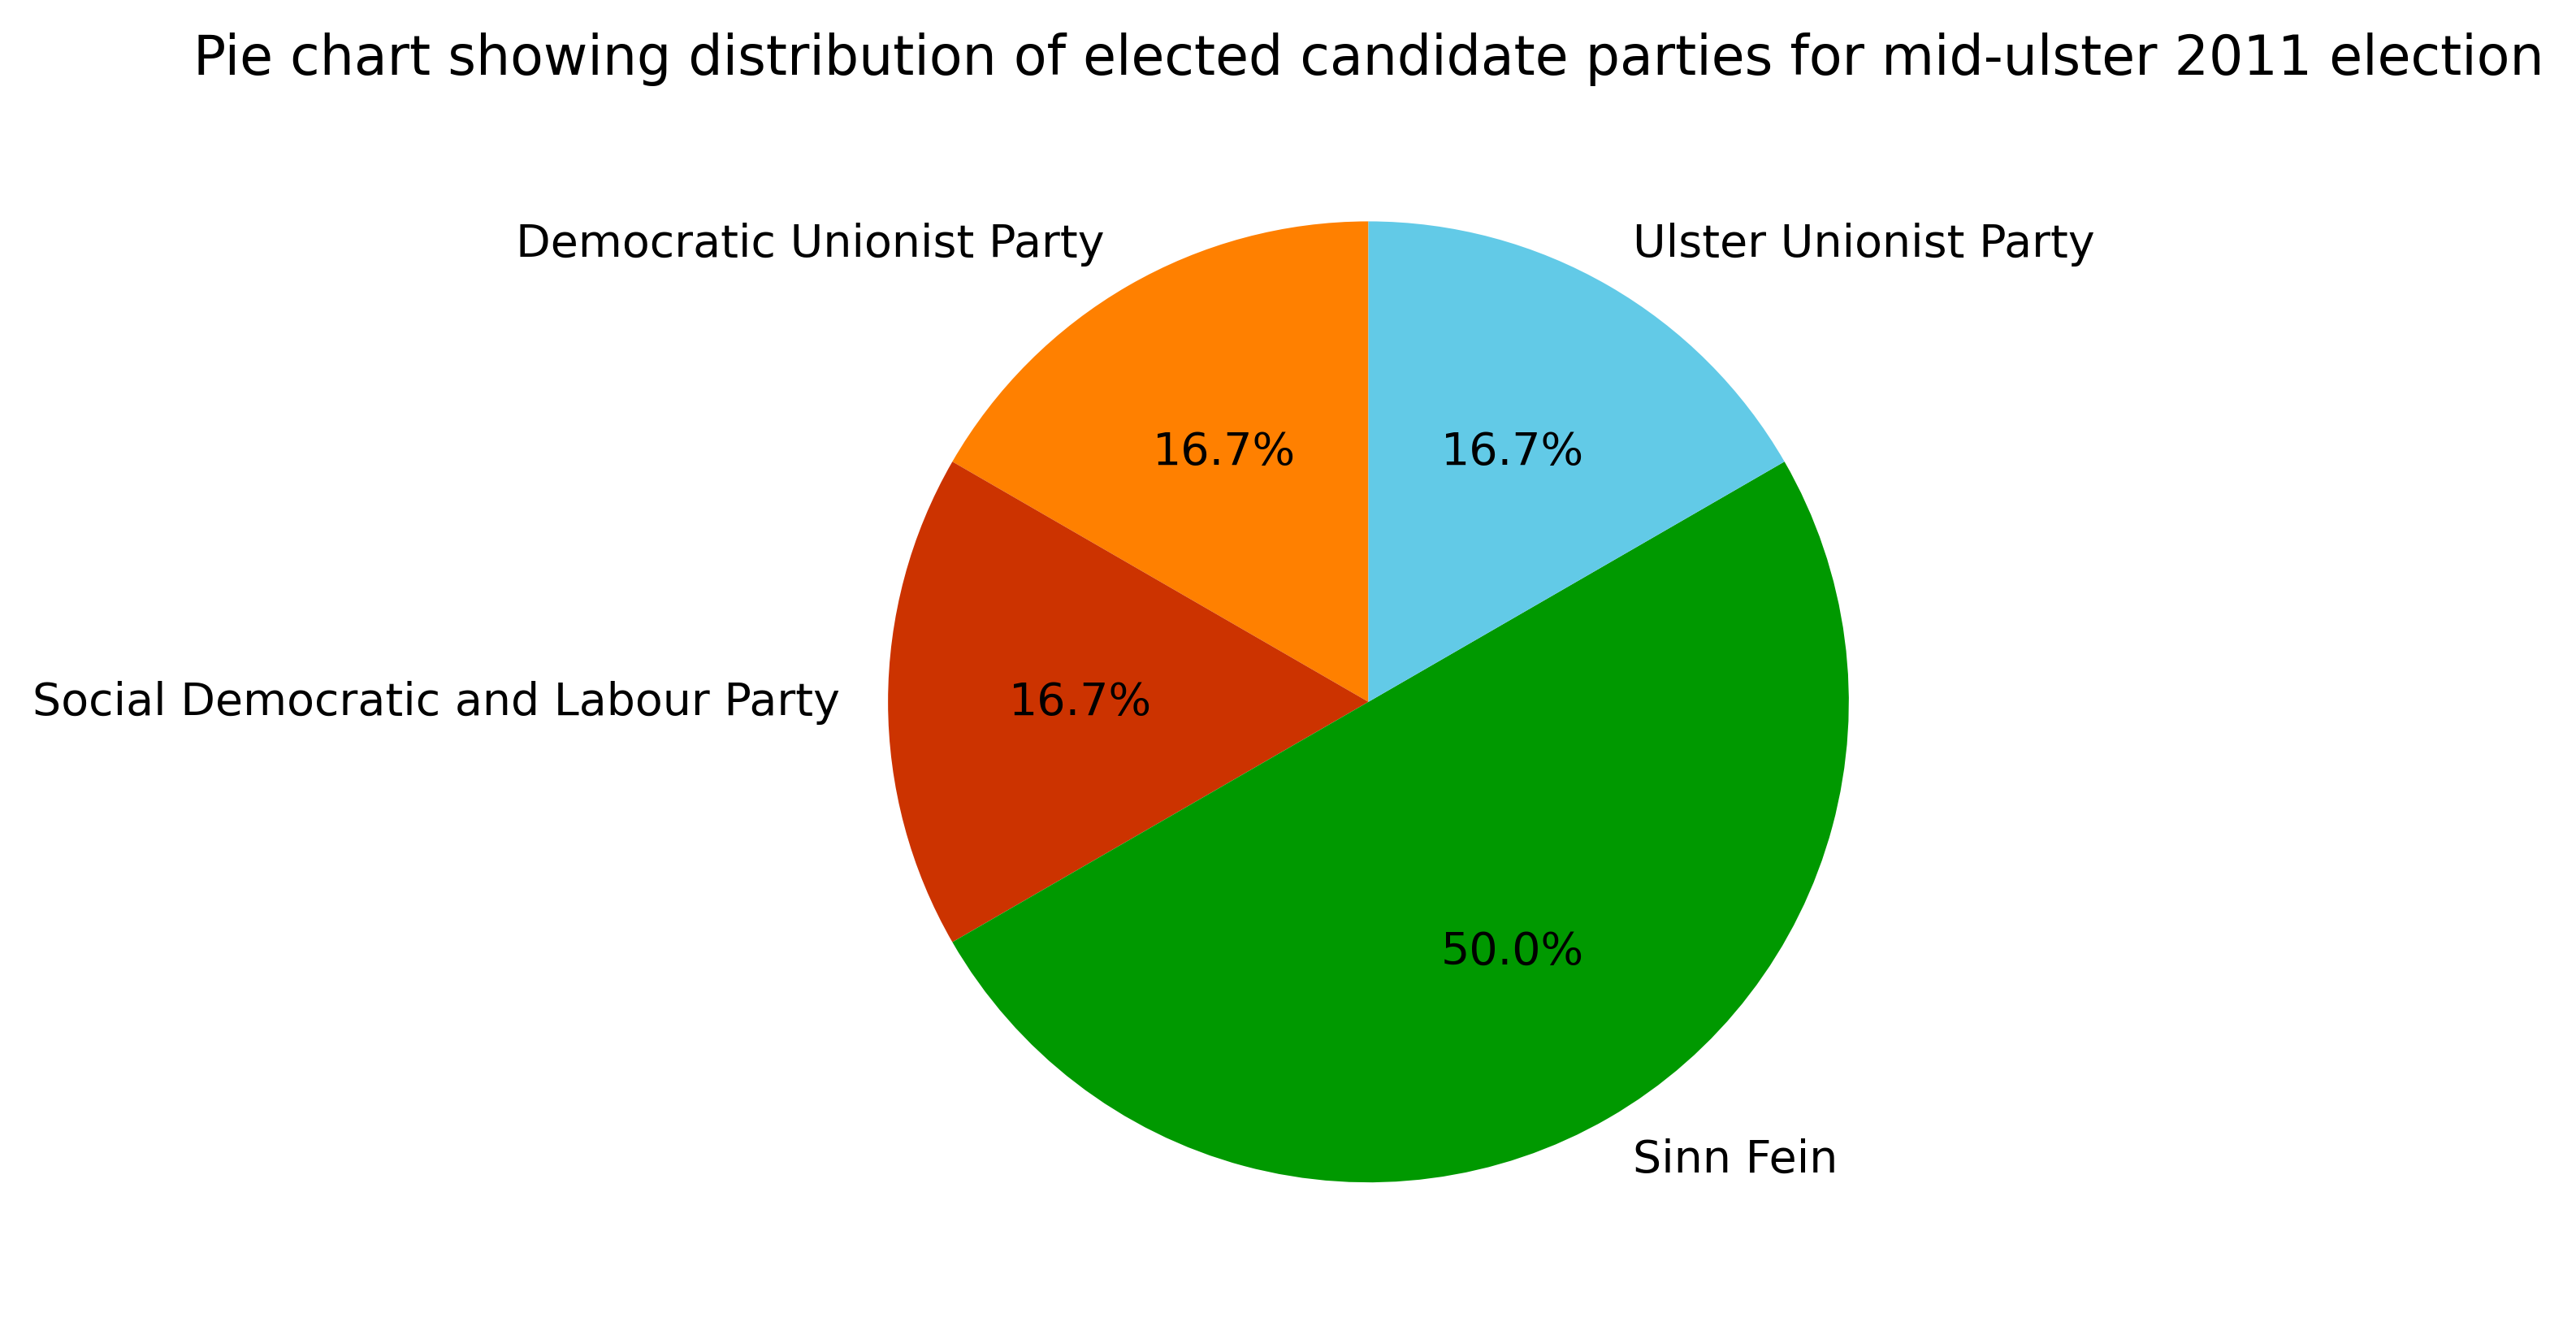 Pie chart showing distribution of elected candidate parties for mid-ulster 2011 election
Democratic Unionist Party
Ulster Unionist Party
16.7%
16.7%
Social Democratic and Labour Party
16.7%
50.0%
Sinn Fein